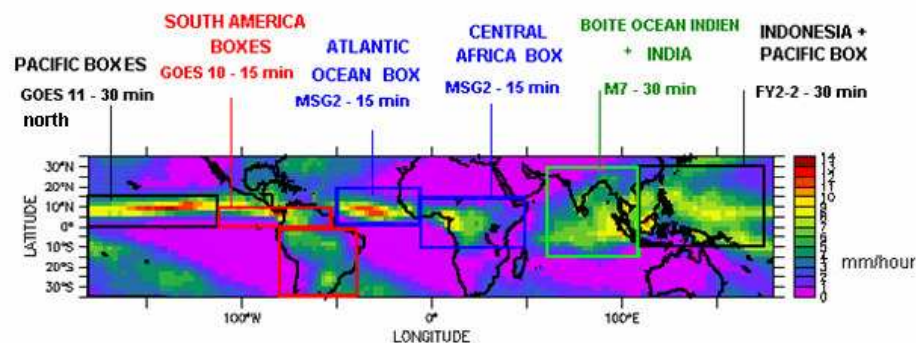 SOUTH AMERICA
BOXES
GOES 10 - 15 min
ATLANTIC
OCEAN BOX
MSG2 - 15 min
CENTRAL
AFRICA BOX
MSG2 - 15 min
BOITE OCEAN INDIEN
+
INDIA
M7 - 30 min
INDONESIA +
PACIFIC BOX
FY2-2 - 30 min
PACIFIC BOXES
GOES 11 - 30 min
north
LATITUDE
30°N
20°N
10°N
0°
10°S
20°S
30°S
100°W
0°
100°E
LONGITUDE
14
10
mm/hour